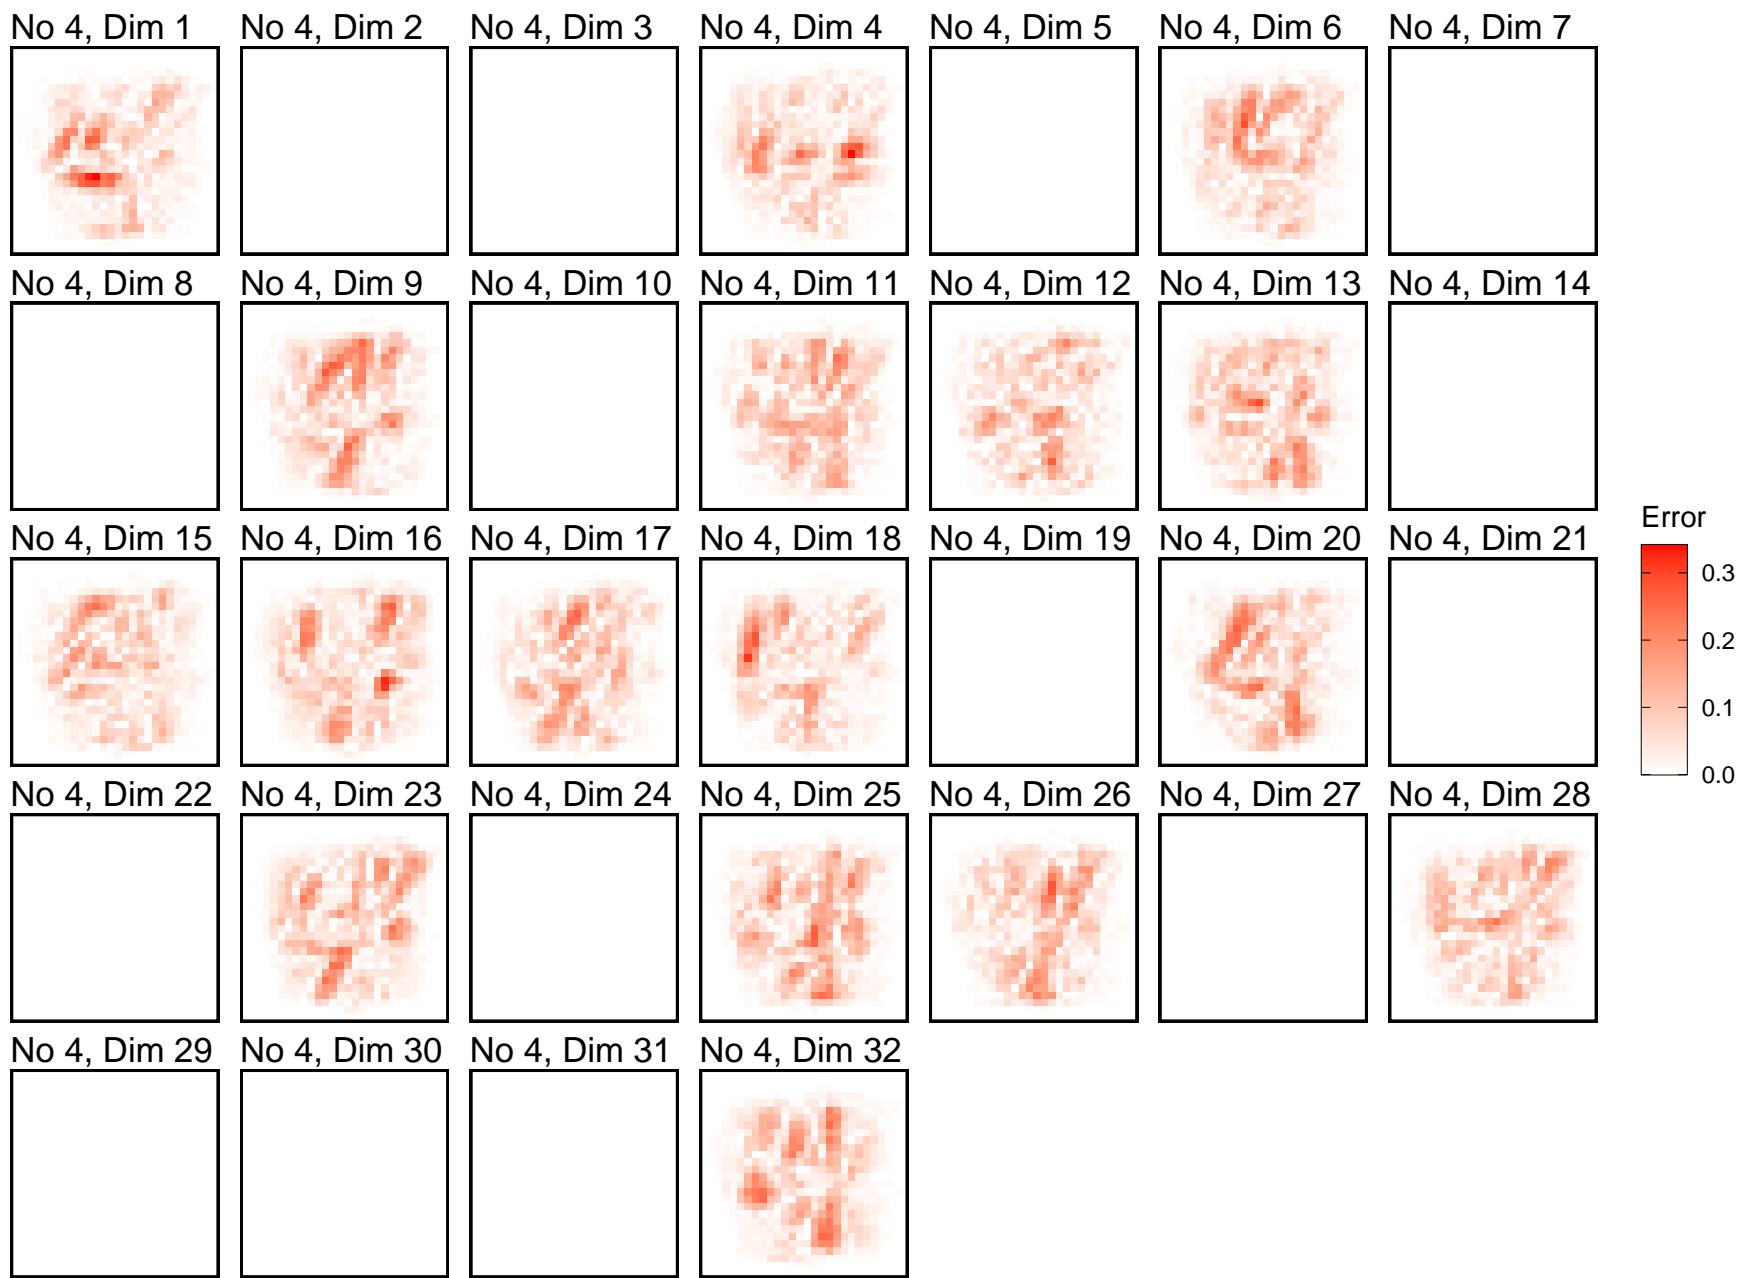 No 4, Dim 1
No 4, Dim 2
No 4, Dim 3
No 4, Dim 4
No 4, Dim 5
No 4, Dim 6
No 4, Dim 7
No 4, Dim 8
No 4, Dim 9
No 4, Dim 10
No 4, Dim 11
No 4, Dim 12
No 4, Dim 13
No 4, Dim 14
No 4, Dim 15
No 4, Dim 16
No 4, Dim 17
No 4, Dim 18
No 4, Dim 19
No 4, Dim 20
No 4, Dim 21
No 4, Dim 22
No 4, Dim 23
No 4, Dim 24
No 4, Dim 25
No 4, Dim 26
No 4, Dim 27
No 4, Dim 28
No 4, Dim 29
No 4, Dim 30
No 4, Dim 31
No 4, Dim 32
Error
0.3
0.2
0.1
0.0